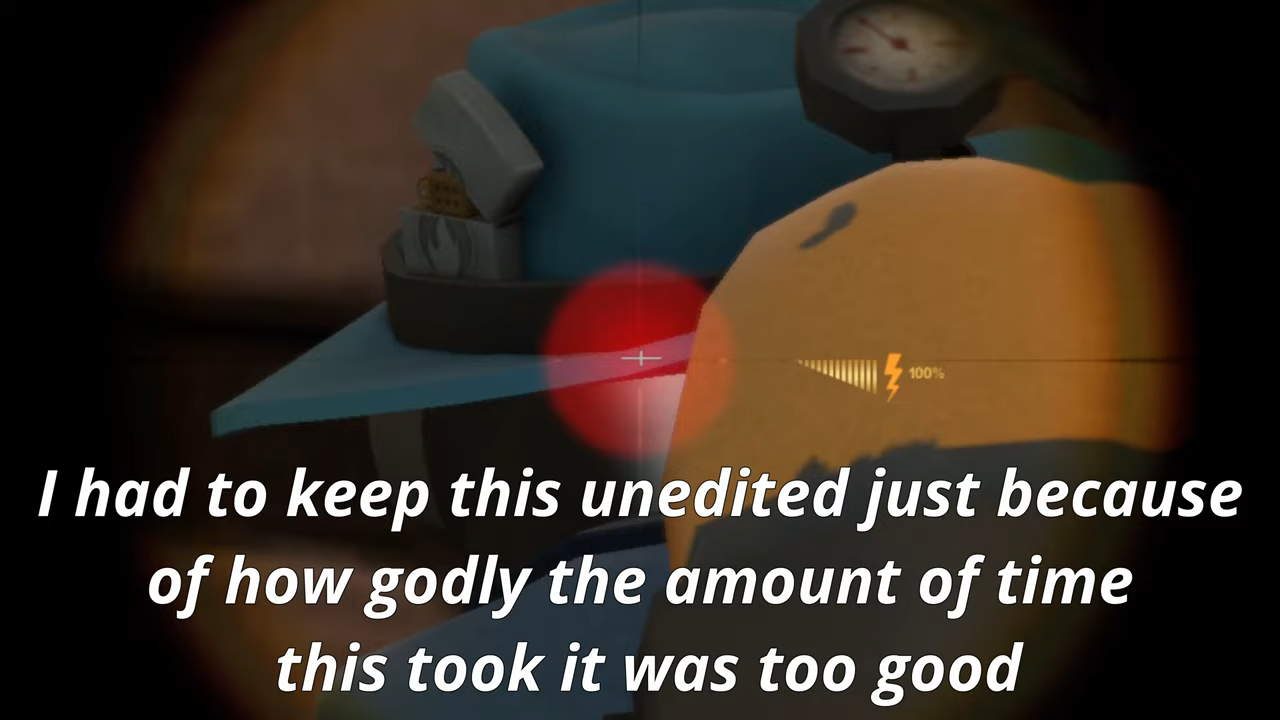 100%
I had to keep this unedited just because
of how godly the amount of time
this took it was too good